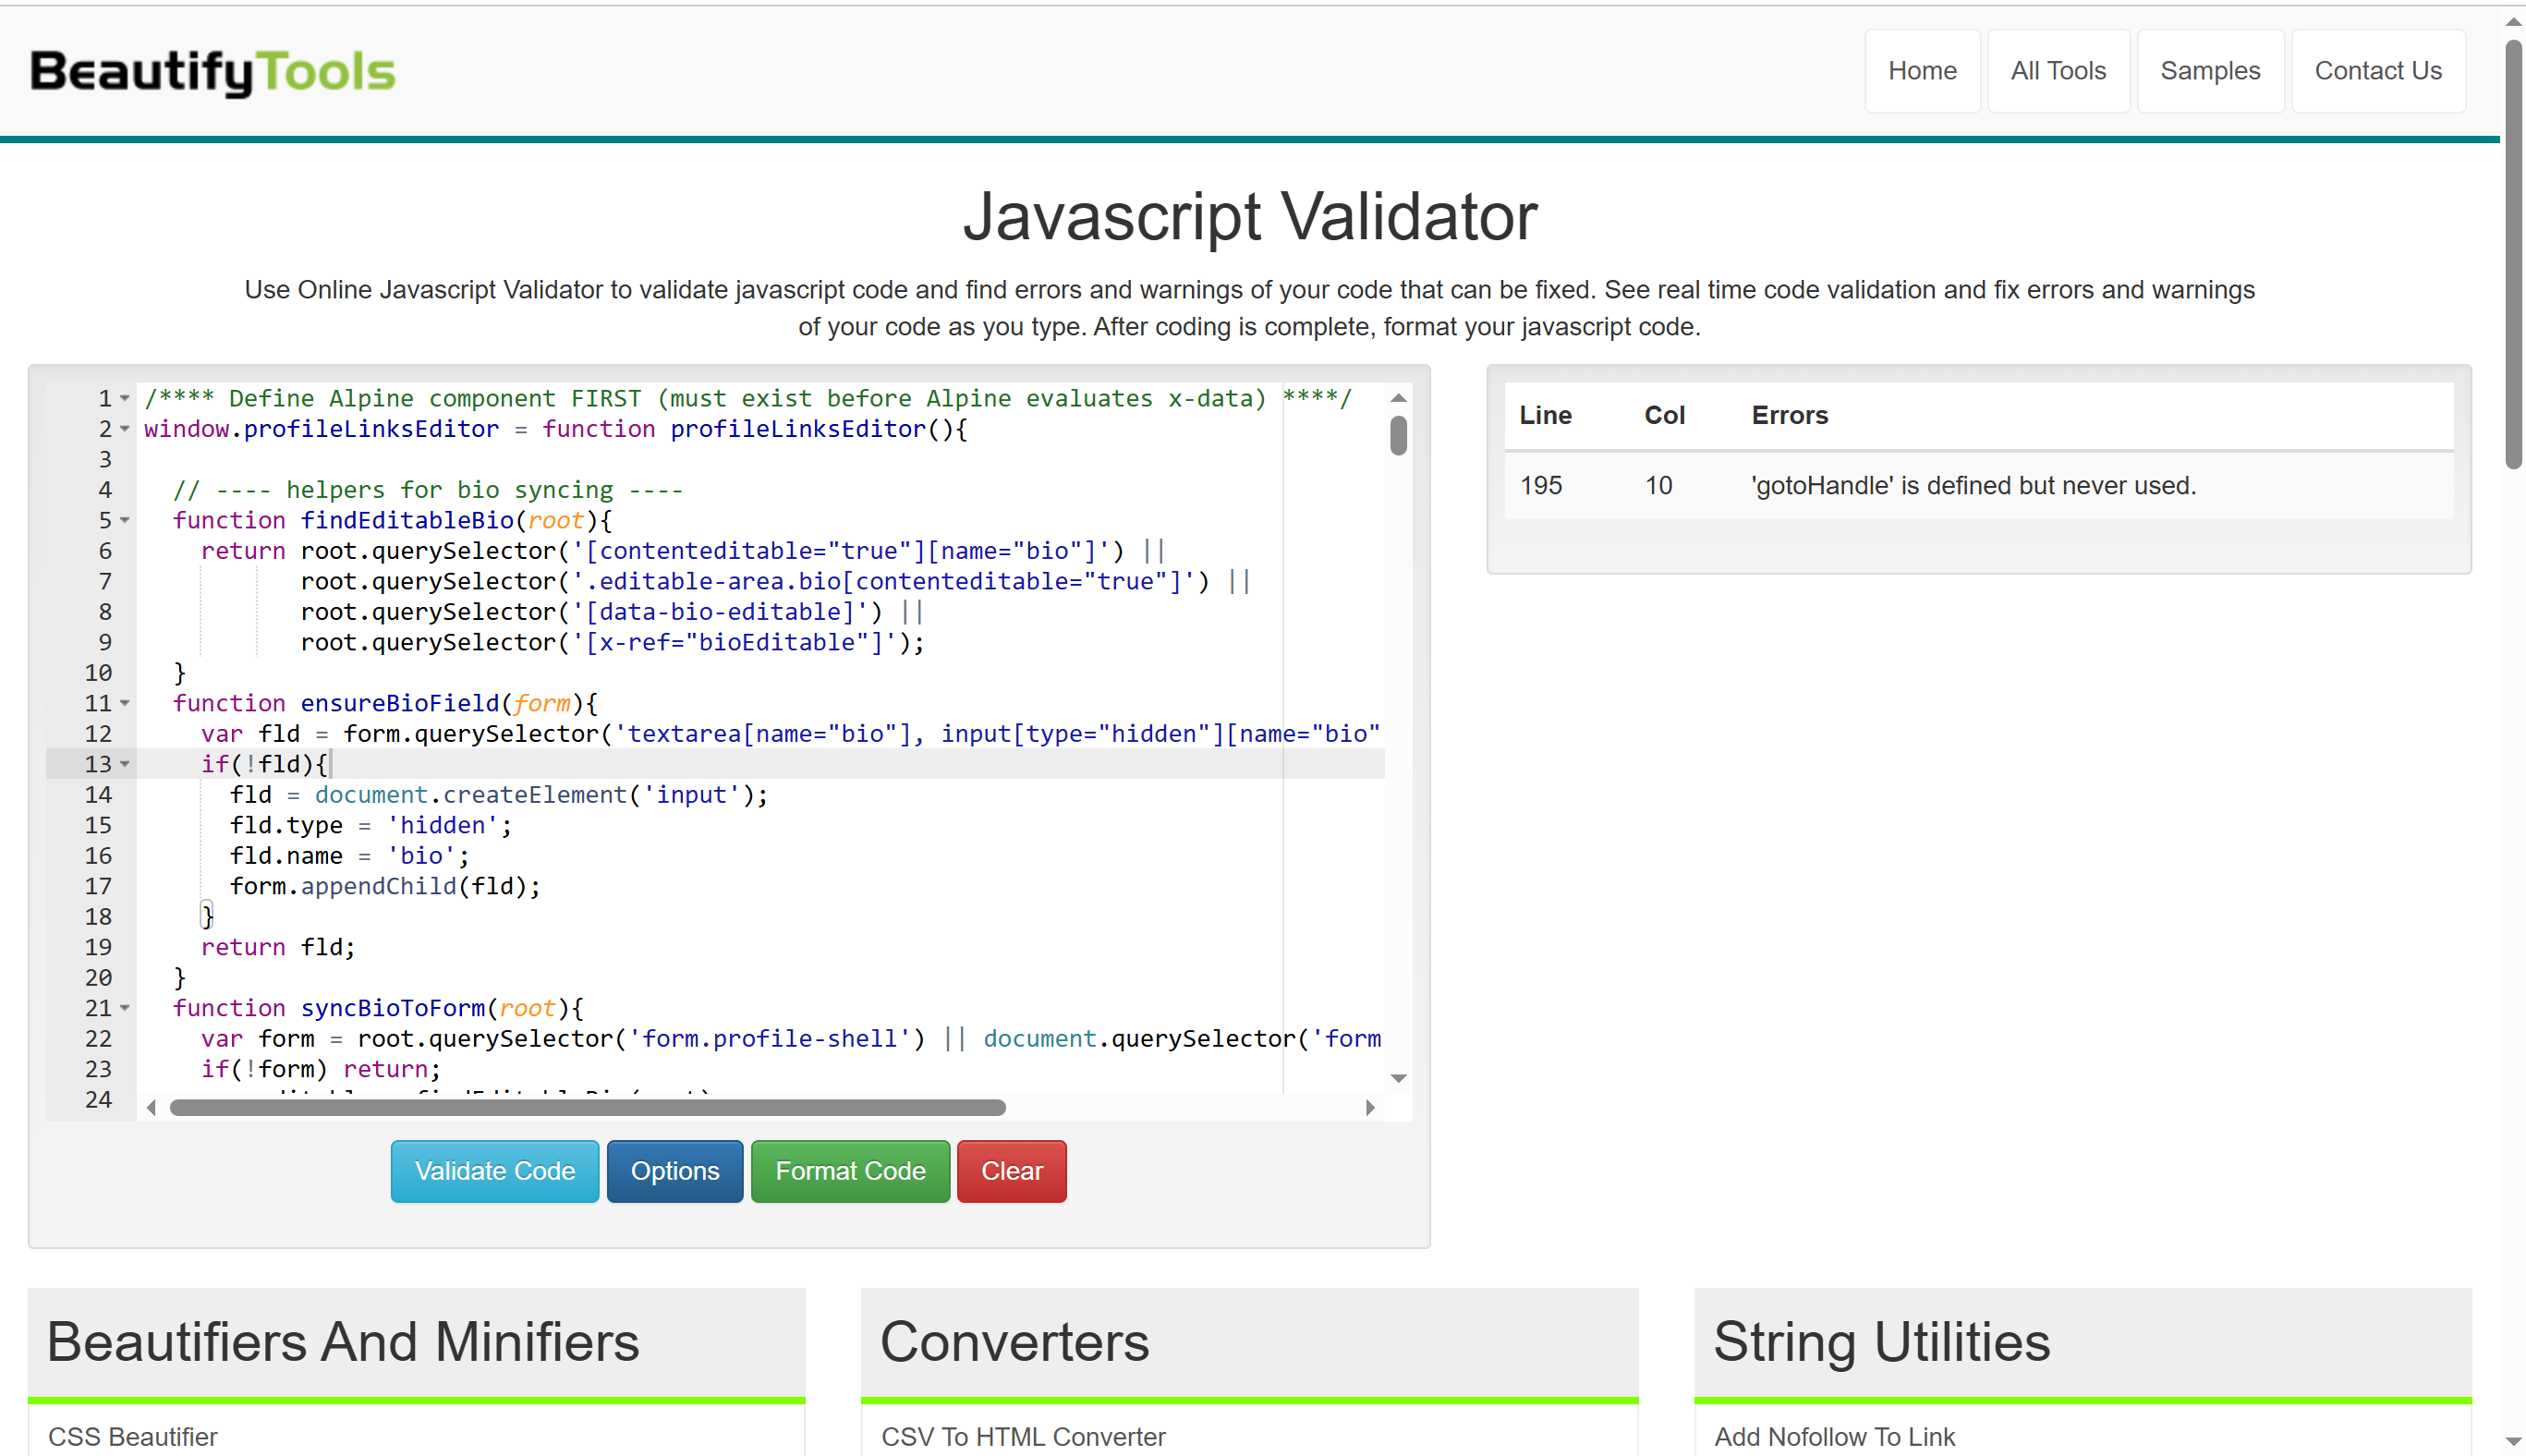 BeautifyTools
Home
All Tools
Samples
Contact Us
Javascript Validator
Use Online Javascript Validator to validate javascript code and find errors and warnings of your code that can be fixed. See real time code validation and fix errors and warnings
of your code as you type. After coding is complete, format your javascript code.
1 /**** Define Alpine component FIRST (must exist before Alpine evaluates x-data) ****/
2 window.profileLinksEditor = function profileLinksEditor(){
3
4 // ---- helpers for bio syncing ----
5 function findEditableBio(root){
6 return root.querySelector('[contenteditable="true"][name="bio"]') ||
7 root.querySelector('.editable-area.bio[contenteditable="true"]') ||
8 root.querySelector('[data-bio-editable]') ||
9 root.querySelector('[x-ref="bioEditable"]');
10 }
11 function ensureBioField(form){
12 var fld = form.querySelector('textarea[name="bio"], input[type="hidden"][name="bio"
13 if(!fld){
14 fld = document.createElement('input');
15 fld.type = 'hidden';
16 fld.name = 'bio';
17 form.appendChild(fld);
18 }
19 return fld;
20 }
21 function syncBioToForm(root){
22 var form = root.querySelector('form.profile-shell') || document.querySelector('form
23 if(!form) return;
24
Validate Code
Options
Format Code
Clear
Line Col Errors
195 10 'gotoHandle' is defined but never used.
Beautifiers And Minifiers
CSS Beautifier
Converters
CSV To HTML Converter
String Utilities
Add Nofollow To Link